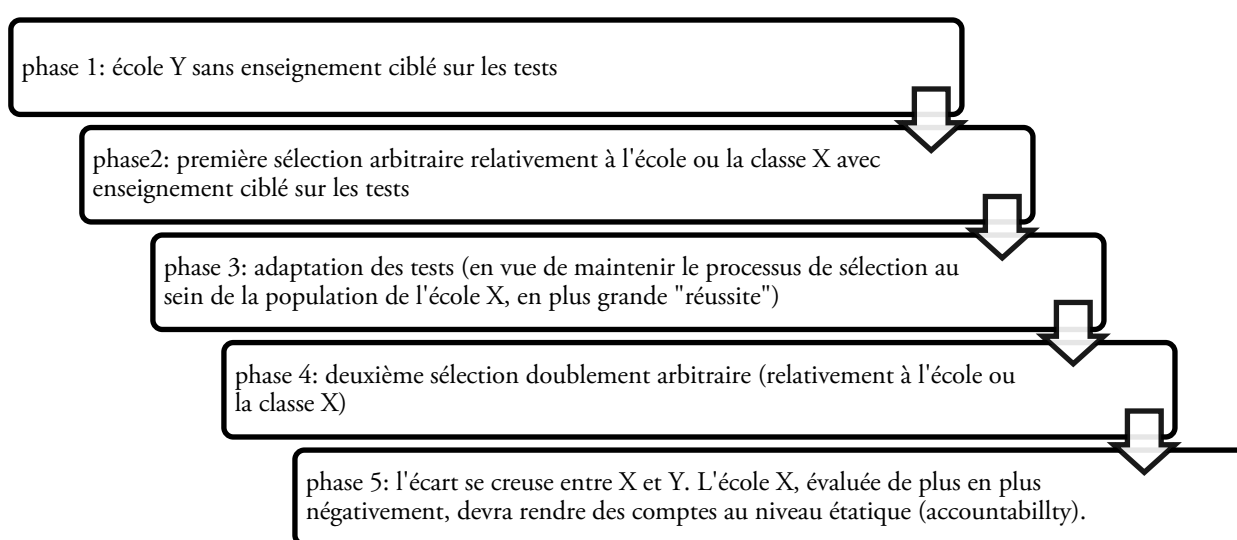 phase 1: école Y sans enseignement ciblé sur les tests
phase2: première sélection arbitraire relativement à l'école ou la classe X avec
enseignement ciblé sur les tests
phase 3: adaptation des tests (en vue de maintenir le processus de sélection au
sein de la population de l'école X, en plus grande "réussite")
phase 4: deuxième sélection doublement arbitraire (relativement à l'école ou
la classe X)
phase 5: l'écart se creuse entre X et Y. L'école X, évaluée de plus en plus
négativement, devra rendre des comptes au niveau étatique (accountabillty).